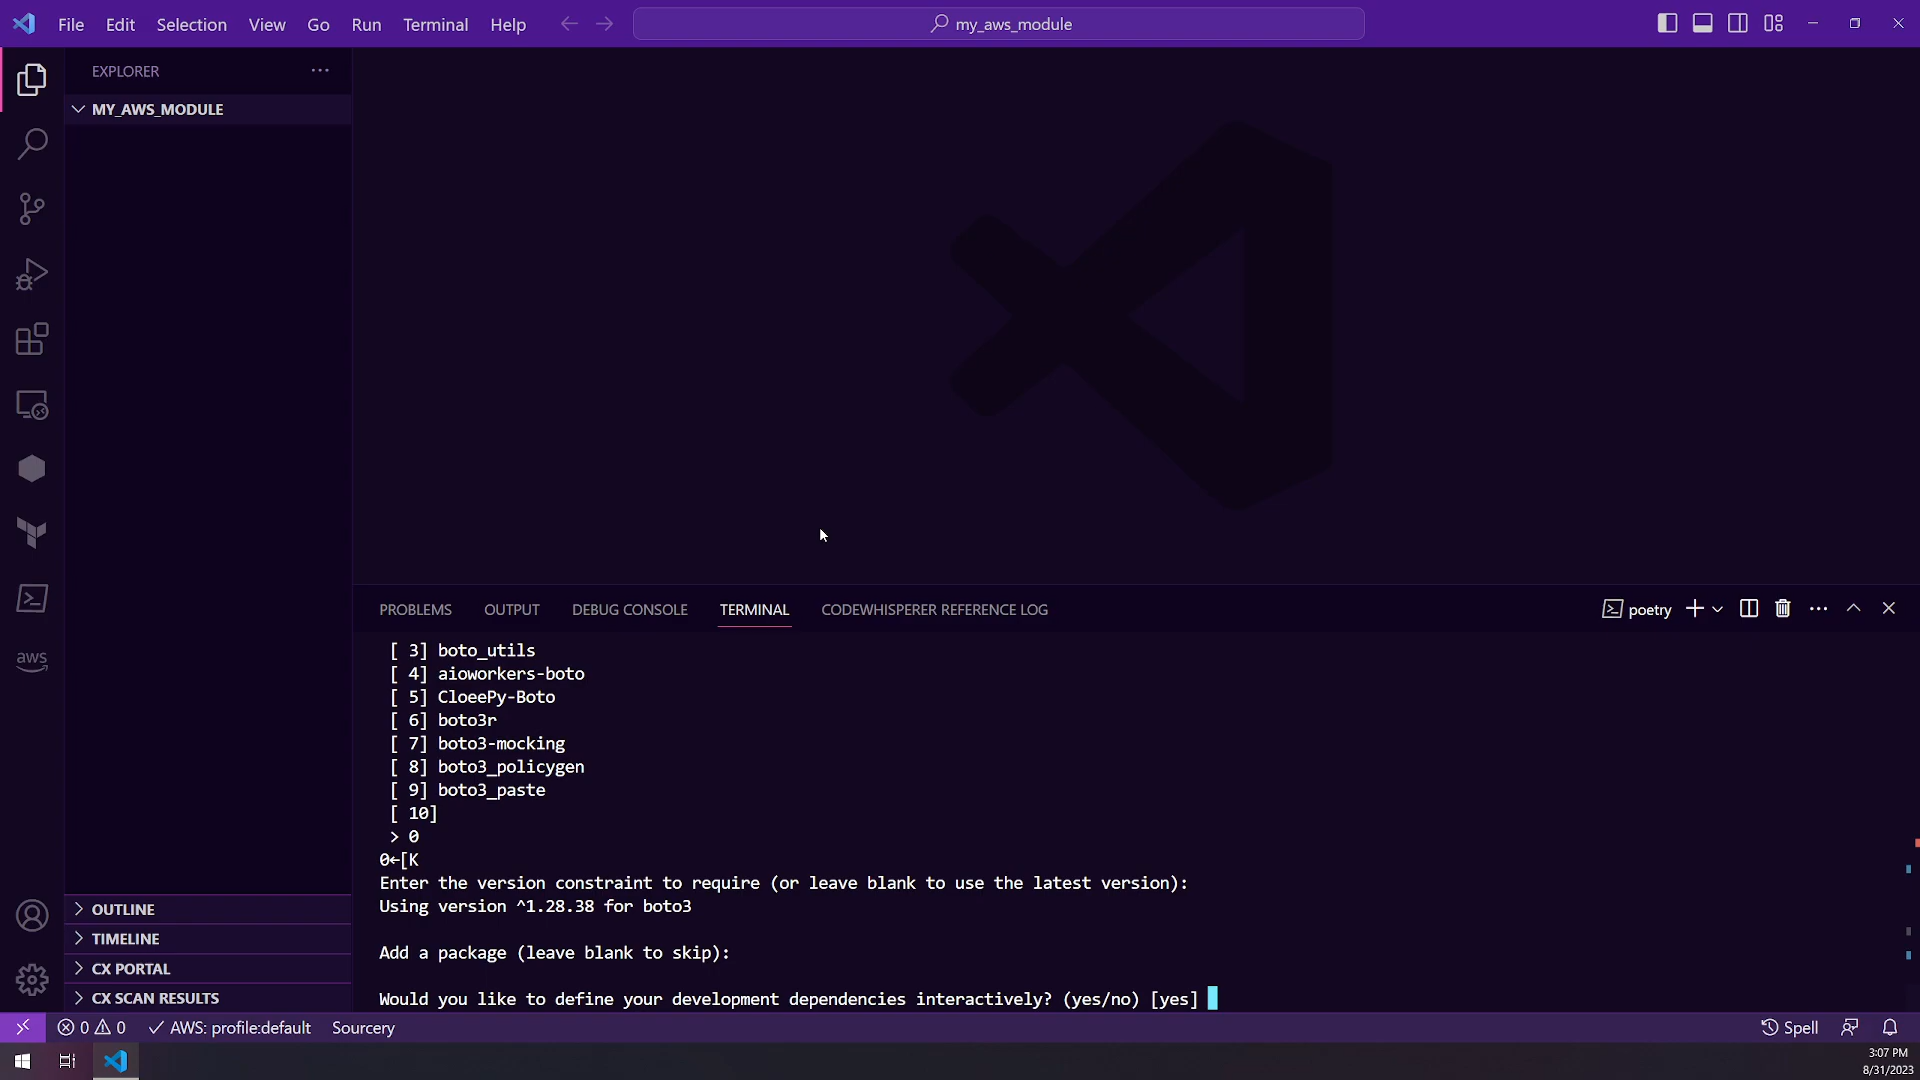 File Edit Selection View Go Run Terminal Help
my_aws_module
EXPLORER
MY_AWS_MODULE
aws
OUTLINE
TIMELINE
CX PORTAL
CX SCAN RESULTS
PROBLEMS OUTPUT DEBUG CONSOLE TERMINAL CODEWHISPERER REFERENCE LOG
poetry
[ 3] boto_utils
[ 4] aioworkers-boto
[ 5] CloeePy-Boto
[ 6] boto3r
[ 7] boto3-mocking
[ 8] boto3_policygen
[ 9] boto3_paste
[ 10]
> 0
0←[K
Enter the version constraint to require (or leave blank to use the latest version):
Using version ^1.28.38 for boto3
Add a package (leave blank to skip):
Would you like to define your development dependencies interactively? (yes/no) [yes]
0 0 AWS: profile:default Sourcery
Spell
3:07 PM
8/31/2023